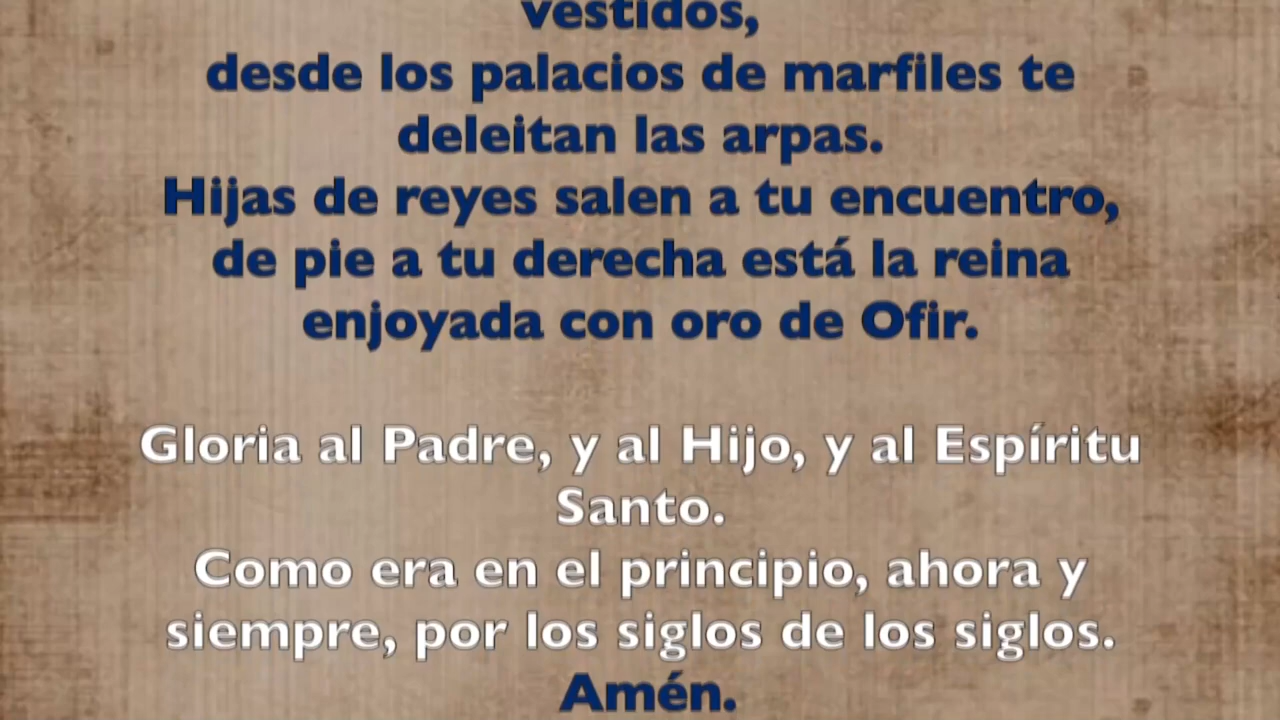 vestidos,
desde los palacios de marfiles te
deleitan las arpas.
Hijas de reyes salen a tu encuentro,
de pie a tu derecha está la reina
enjoyada con oro de Ofir.
Gloria al Padre, y al Hijo, y al Espíritu
Santo.
Como era en el principio, ahora y
siempre, por los siglos de los siglos.
Amén.